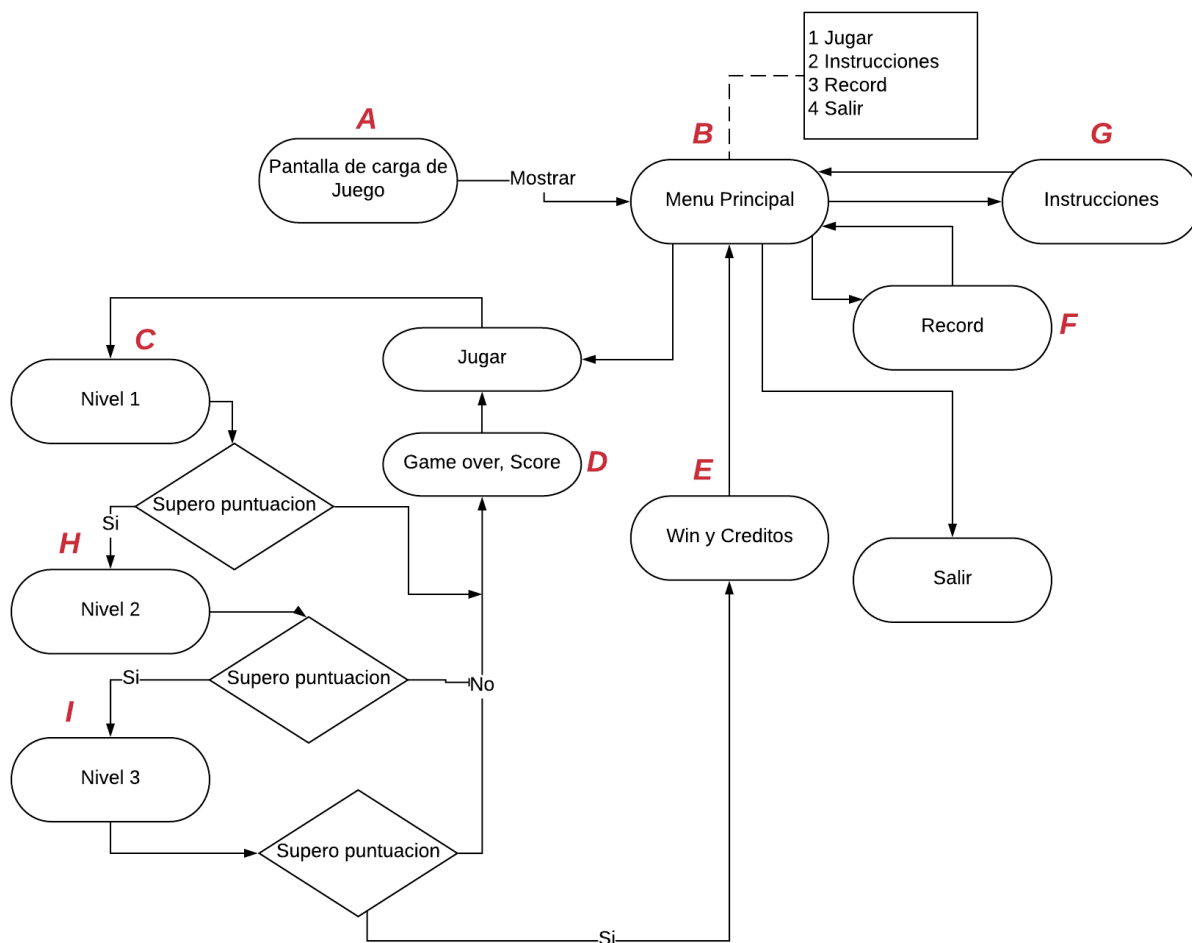 1 Jugar
2 Instrucciones
3 Record
4 Salir
A
B
G
Pantalla de carga de
Juego
Mostrar
Menu Principal
Instrucciones
C
Jugar
Record
F
Nivel 1
Game over, Score
D
E
Supero puntuacion
Si
H
Win y Creditos
Salir
Nivel 2
Supero puntuacion
Si
No
I
Nivel 3
Supero puntuacion
Si